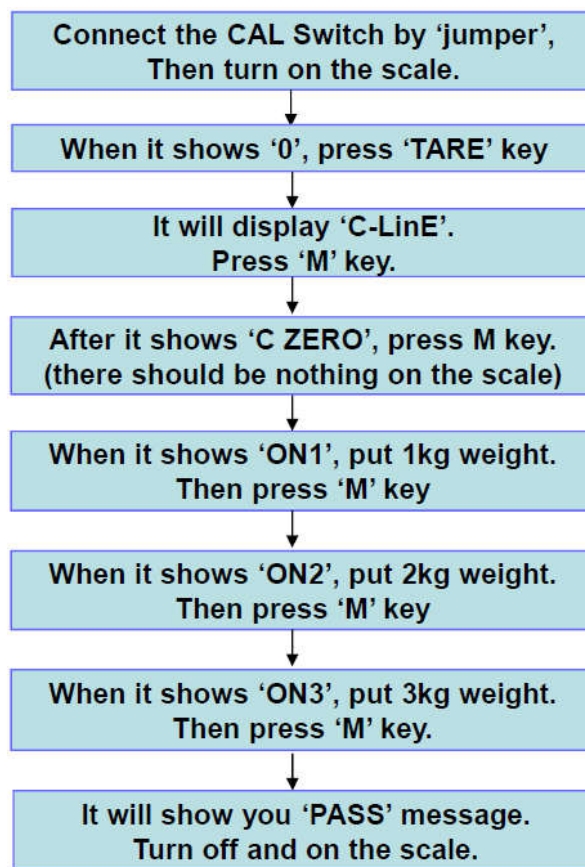 Connect the CAL Switch by ‘jumper’,
Then turn on the scale.
When it shows ‘0’, press ‘TARE’ key
It will display ‘C-LinE’.
Press ‘M’ key.
After it shows ‘C ZERO’, press M key.
(there should be nothing on the scale)
When it shows ‘ON1’, put 1kg weight.
Then press ‘M’ key
When it shows ‘ON2’, put 2kg weight.
Then press ‘M’ key
When it shows ‘ON3’, put 3kg weight.
Then press ‘M’ key.
It will show you ‘PASS’ message.
Turn off and on the scale.